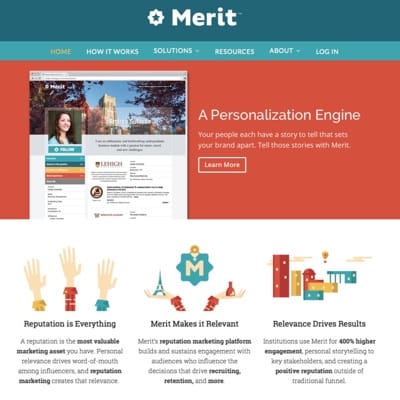 Merit
HOME HOW IT WORKS SOLUTIONS RESOURCES ABOUT LOG IN
Merit
FOLLOW
LEHIGH
A Personalization Engine
Your people each have a story to tell that sets
your brand apart. Tell those stories with Merit.
Learn More
M
Reputation is Everything
A reputation is the most valuable
marketing asset you have. Personal
relevance drives word-of-mouth
among influencers, and reputation
marketing creates that relevance.
Merit Makes it Relevant
Merit's reputation marketing platform
builds and sustains engagement with
audiences who influence the
decisions that drive recruiting,
retention, and more.
Relevance Drives Results
Institutions use Merit for 400% higher
engagement, personal storytelling to
key stakeholders, and creating a
positive reputation outside of
traditional funnel.